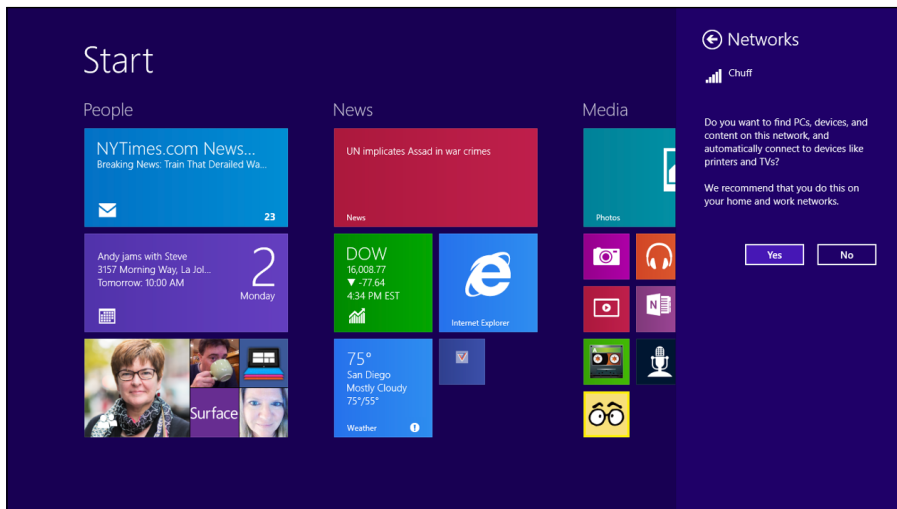 Start
People
NYTimes.com News...
Breaking News: Train That Derailed Wa...
23
Andy jams with Steve
3157 Morning Way, La Jol...
Tomorrow: 10:00 AM
2
Monday
Surface
News
UN implicates Assad in war crimes
News
DOW
16,008.77
▼ -77.64
4:34 PM EST
Internet Explorer
75°
San Diego
Mostly Cloudy
75°/55°
Weather
Media
Photos
Networks
Chuff
Do you want to find PCs, devices, and
content on this network, and
automatically connect to devices like
printers and TVs?
We recommend that you do this on
your home and work networks.
Yes
No